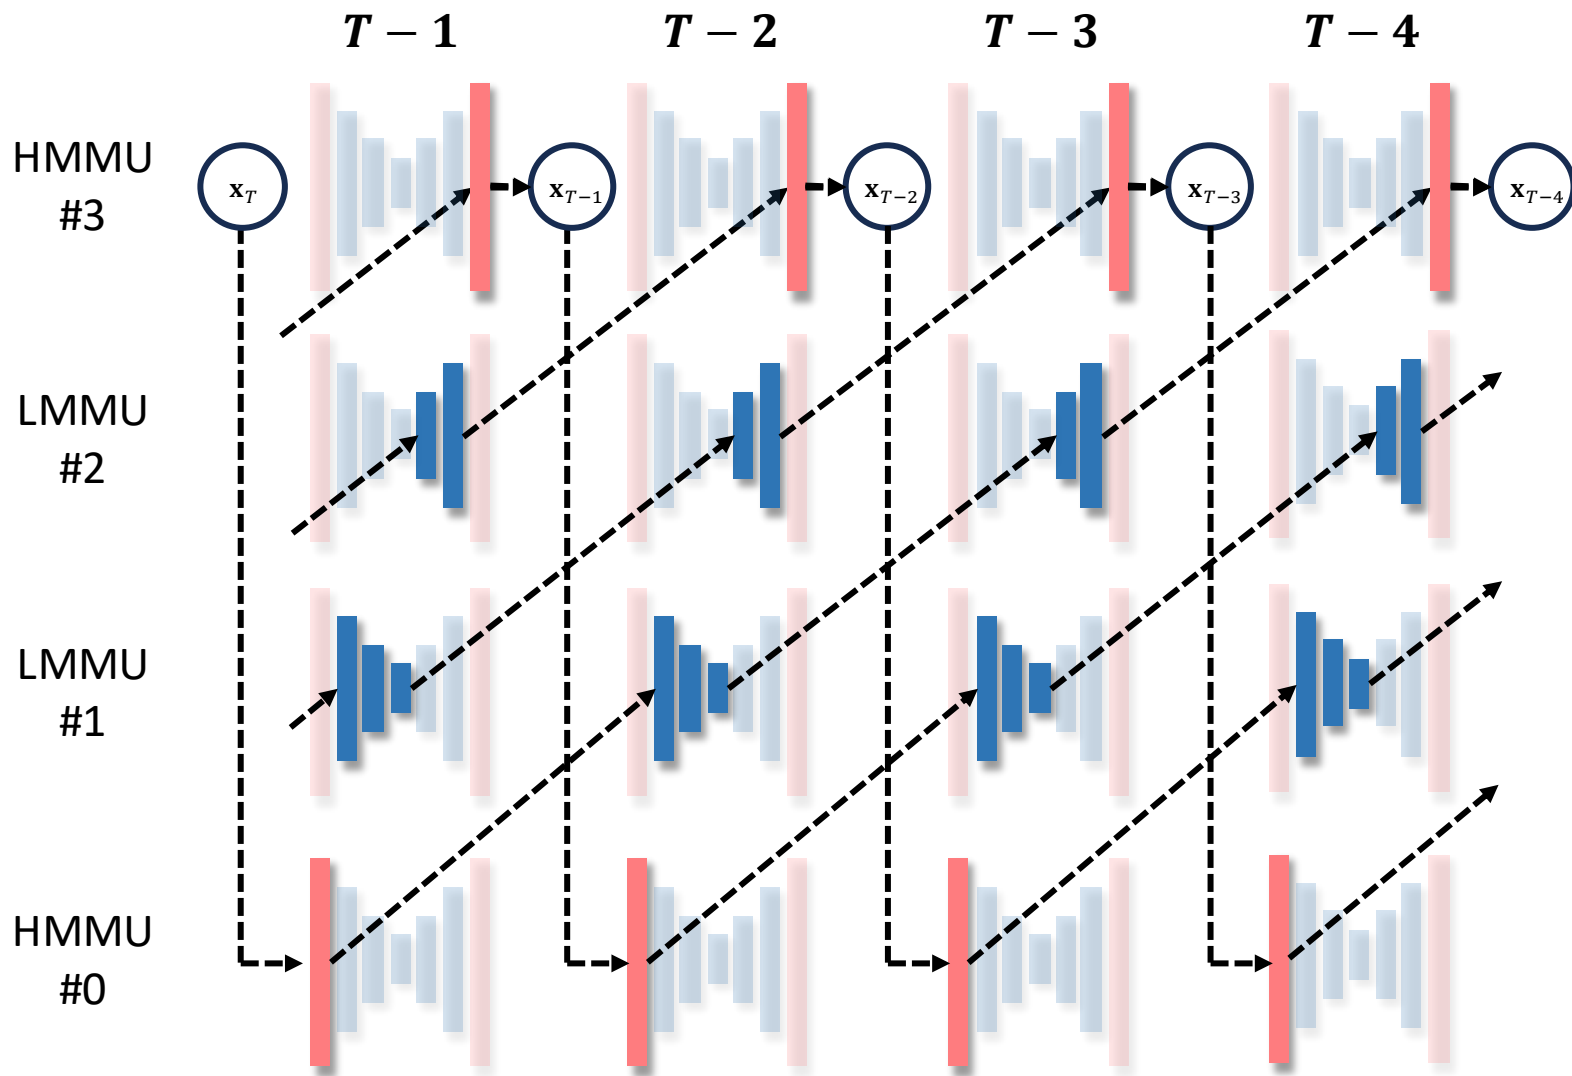 T − 1 T − 2 T − 3 T − 4
HMMU
#3
x_T x_{T−1} x_{T−2} x_{T−3} x_{T−4}
LMMU
#2
LMMU
#1
HMMU
#0